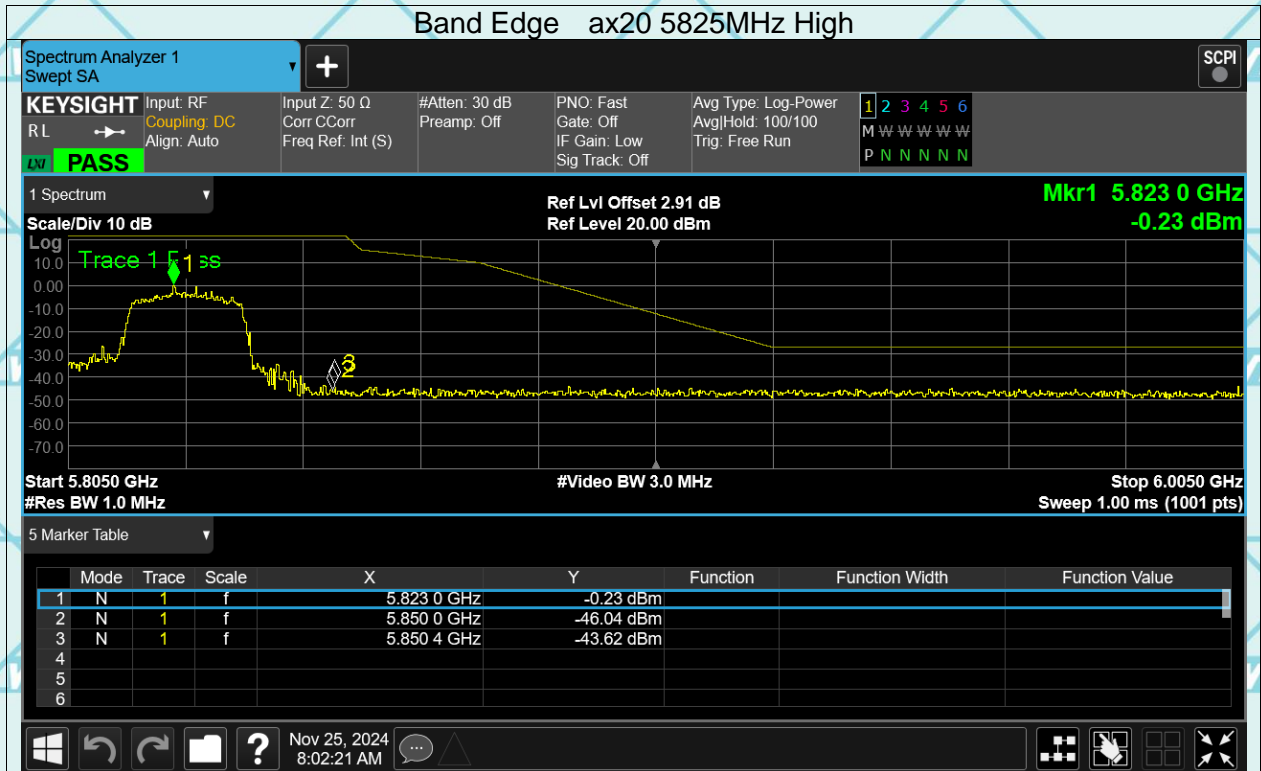 Band Edge ax20 5825MHz High
Spectrum Analyzer 1
Swept SA
SCPI
KEYSIGHT
R L
LXI PASS
Input: RF
Coupling: DC
Align: Auto
Input Z: 50 Ω
Corr CCorr
Freq Ref: Int (S)
#Atten: 30 dB
Preamp: Off
PNO: Fast
Gate: Off
IF Gain: Low
Sig Track: Off
Avg Type: Log-Power
Avg|Hold: 100/100
Trig: Free Run
1 2 3 4 5 6
M W W W W W
P N N N N N
1 Spectrum
Scale/Div 10 dB
Ref Lvl Offset 2.91 dB
Ref Level 20.00 dBm
Mkr1 5.823 0 GHz
-0.23 dBm
Log
Trace 1
1
2
10.0
0.00
-10.0
-20.0
-30.0
-40.0
-50.0
-60.0
-70.0
Start 5.8050 GHz
#Video BW 3.0 MHz
Stop 6.0050 GHz
#Res BW 1.0 MHz
Sweep 1.00 ms (1001 pts)
5 Marker Table
Mode Trace Scale X Y Function Function Width Function Value
1 N 1 f 5.823 0 GHz -0.23 dBm
2 N 1 f 5.850 0 GHz -46.04 dBm
3 N 1 f 5.850 4 GHz -43.62 dBm
4
5
6
?
Nov 25, 2024
8:02:21 AM